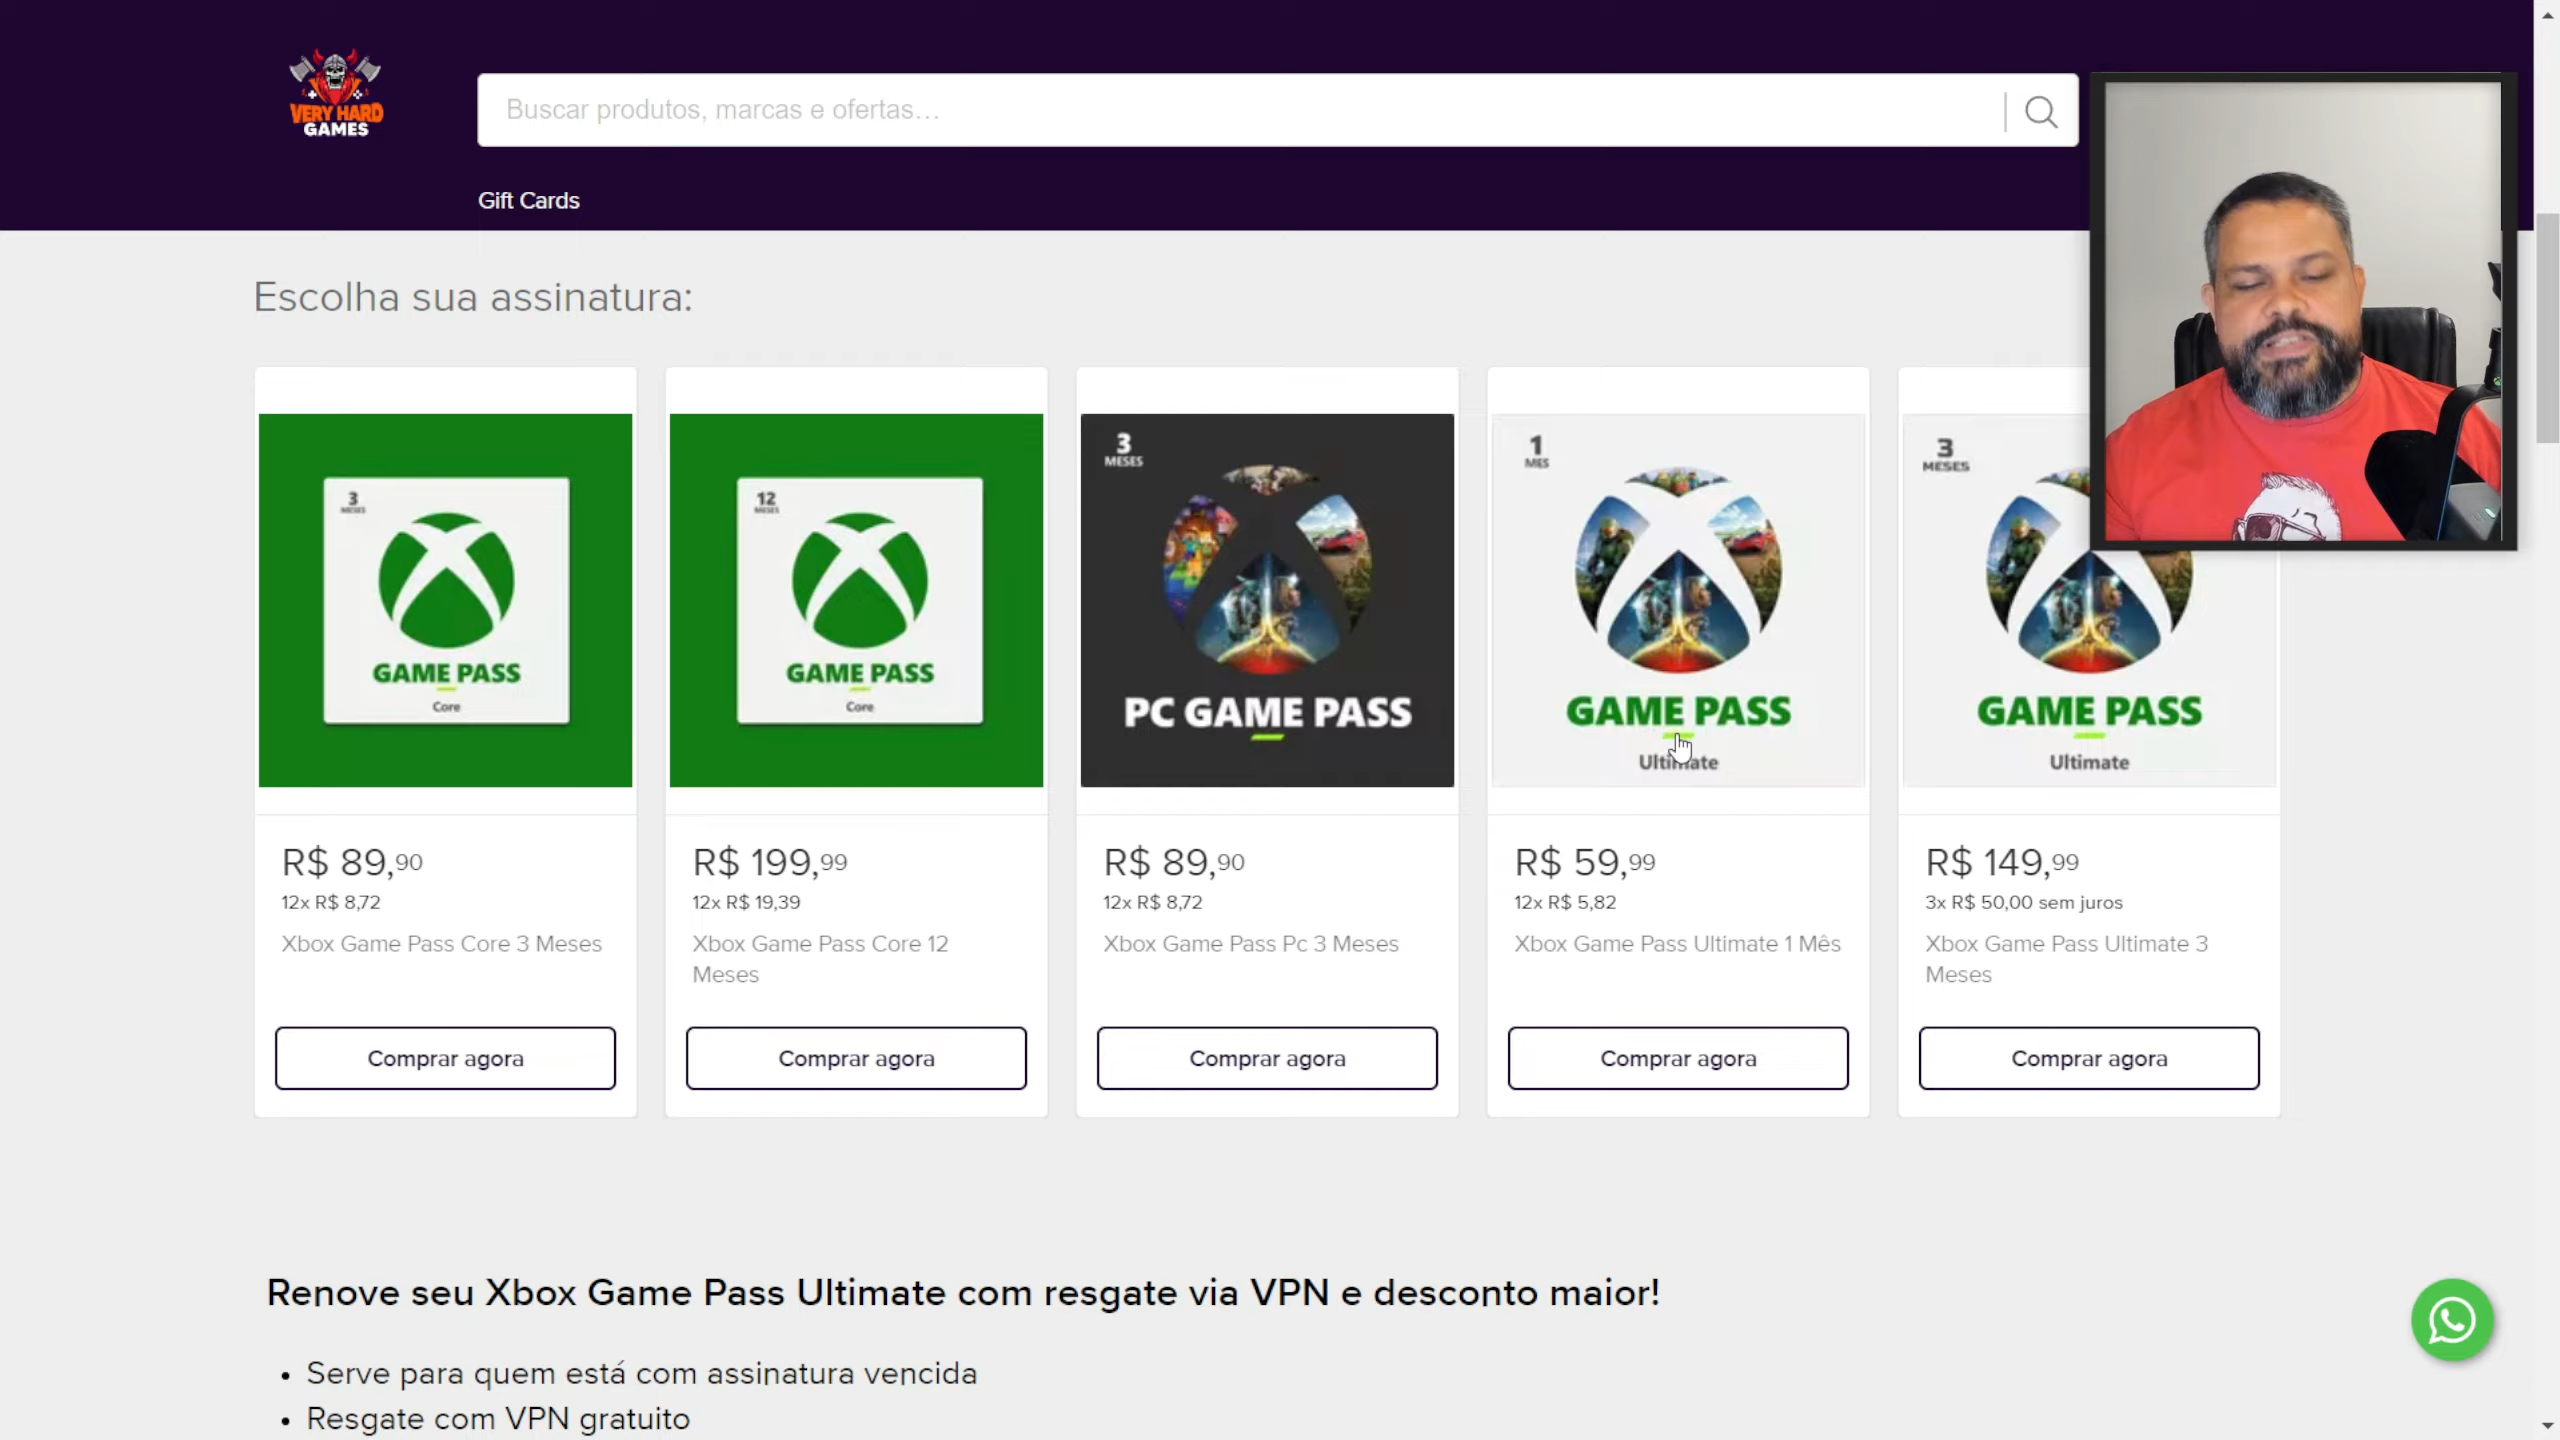 VERY HARD
GAMES
Buscar produtos, marcas e ofertas...
Gift Cards
Escolha sua assinatura:
3
MESES
GAME PASS
Core
R$ 89,90
12x R$ 8,72
Xbox Game Pass Core 3 Meses
Comprar agora
12
MESES
GAME PASS
Core
R$ 199,99
12x R$ 19,39
Xbox Game Pass Core 12
Meses
Comprar agora
3
MESES
PC GAME PASS
R$ 89,90
12x R$ 8,72
Xbox Game Pass Pc 3 Meses
Comprar agora
1
MES
GAME PASS
Ultimate
R$ 59,99
12x R$ 5,82
Xbox Game Pass Ultimate 1 Mês
Comprar agora
3
MESES
GAME PASS
Ultimate
R$ 149,99
3x R$ 50,00 sem juros
Xbox Game Pass Ultimate 3
Meses
Comprar agora
Renove seu Xbox Game Pass Ultimate com resgate via VPN e desconto maior!
• Serve para quem está com assinatura vencida
• Resgate com VPN gratuito